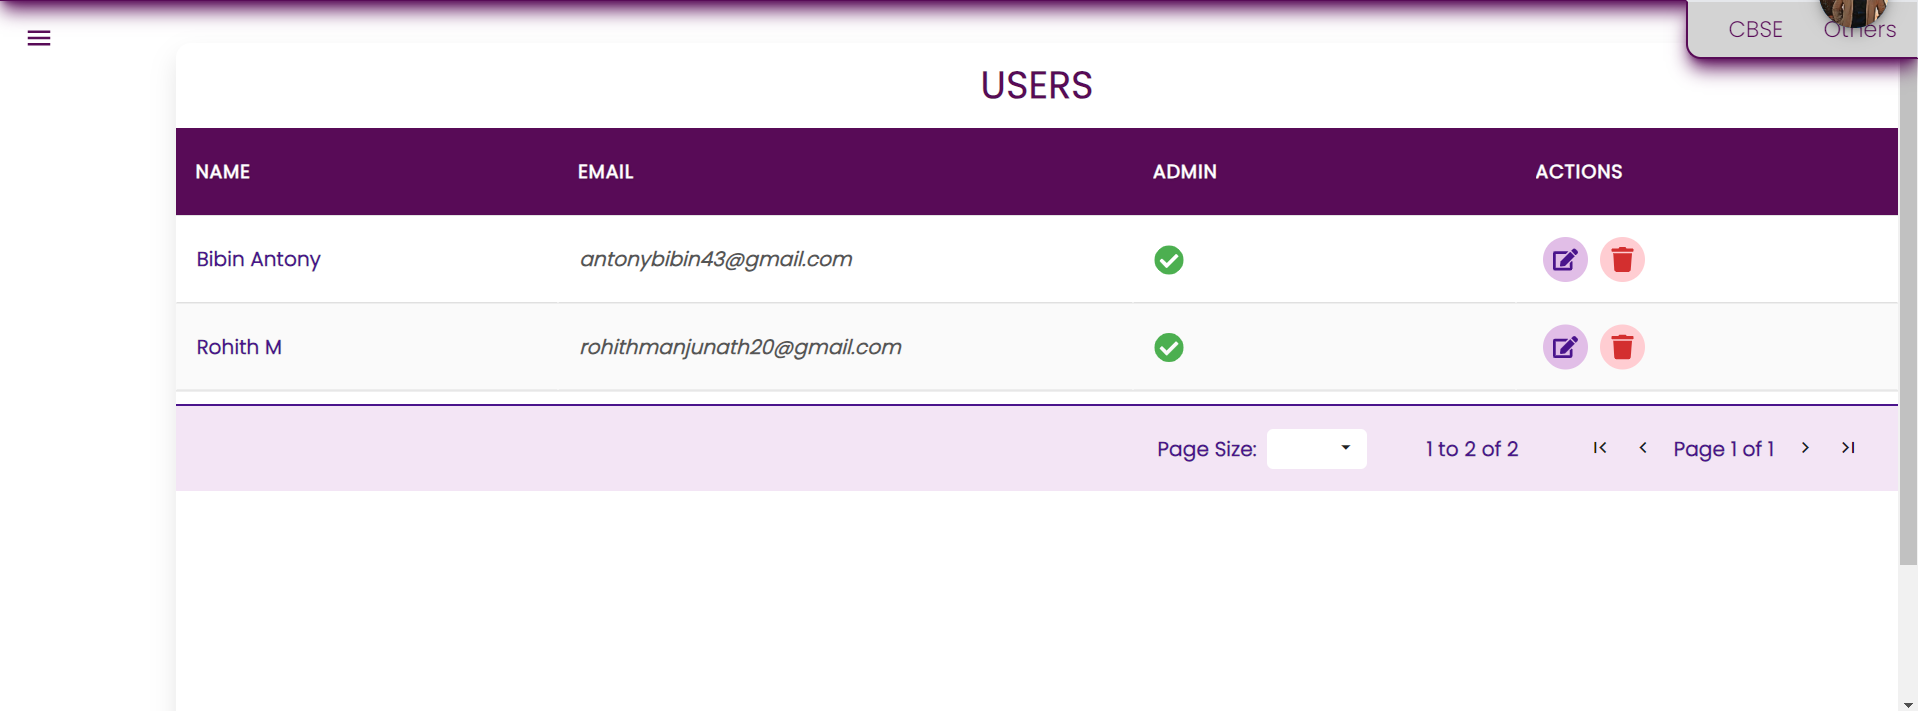 CBSE Others
USERS
NAME EMAIL ADMIN ACTIONS
Bibin Antony antonybibin43@gmail.com
Rohith M rohithmanjunath20@gmail.com
Page Size: 1 to 2 of 2 Page 1 of 1